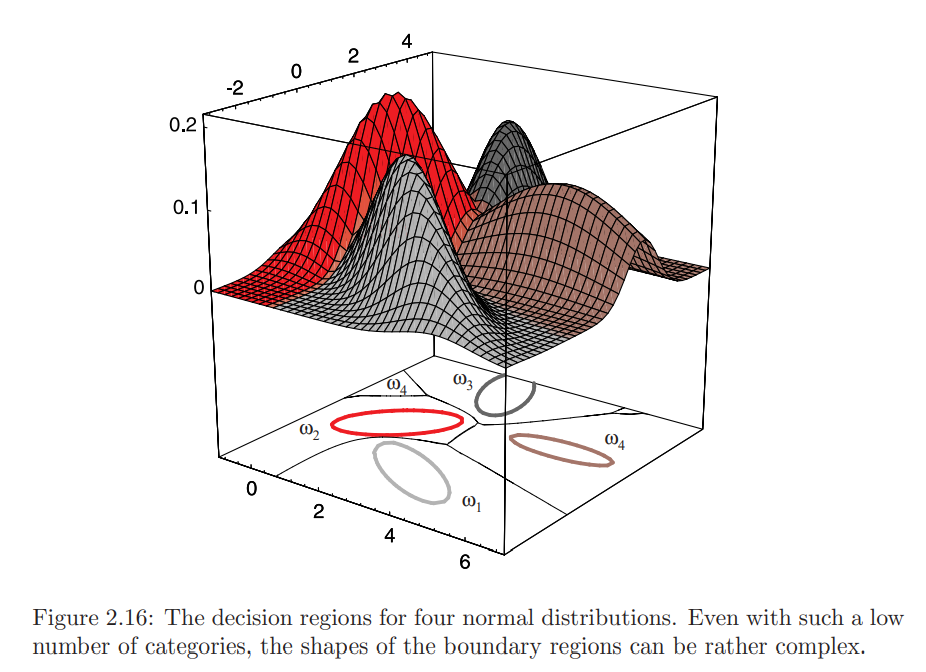 4
2
0
-2
0.2
0.1
0
ω4
ω3
ω2
ω4
ω1
0
2
4
6
Figure 2.16: The decision regions for four normal distributions. Even with such a low
number of categories, the shapes of the boundary regions can be rather complex.